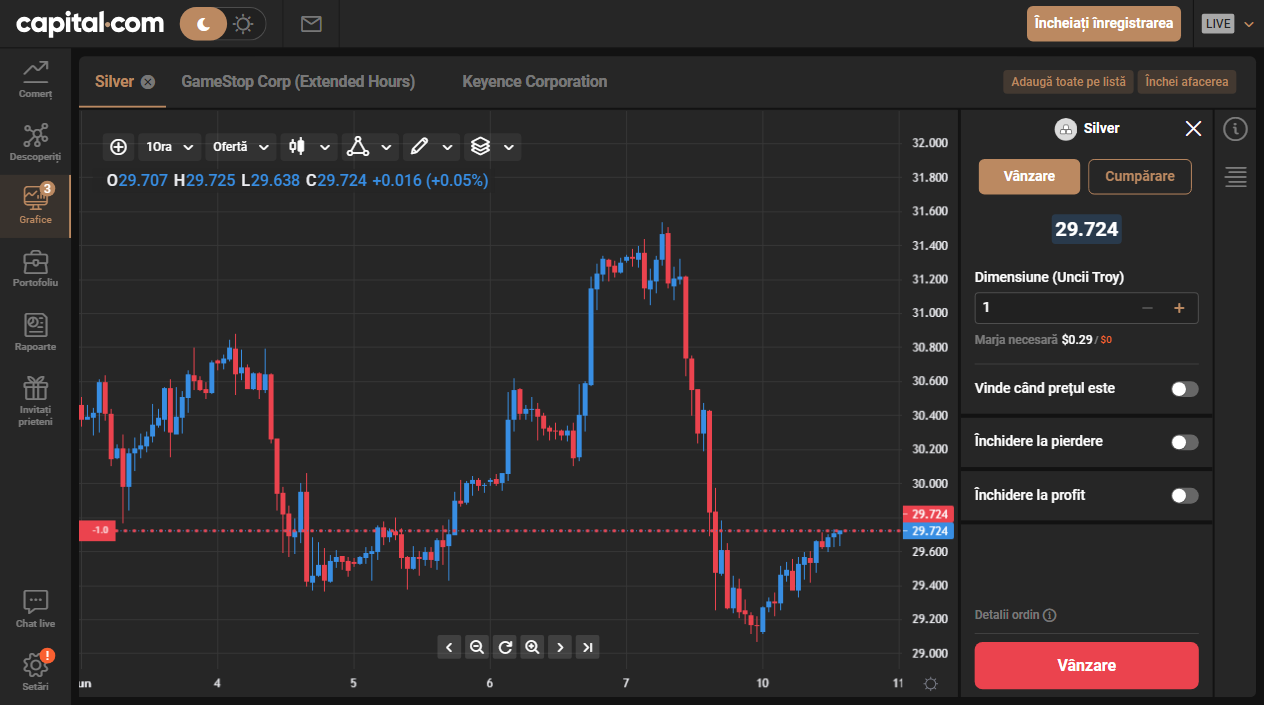 capital.com
Încheiați înregistrarea
LIVE
Comerț
Descoperiți
3
Grafice
Portofoliu
Rapoarte
Invitați
prieteni
Chat live
!
Setări
Silver
GameStop Corp (Extended Hours)
Keyence Corporation
Adaugă toate pe listă
Închei afacerea
1Ora
Ofertă
O29.707 H29.725 L29.638 C29.724 +0.016 (+0.05%)
32.000
31.800
31.600
31.400
31.200
31.000
30.800
30.600
30.400
30.200
30.000
29.724
29.724
29.600
29.400
29.200
29.000
-1.0
un
4
5
6
7
10
11
Silver
Vânzare
Cumpărare
29.724
Dimensiune (Uncii Troy)
1
Marja necesară $0.29 / $0
Vinde când prețul este
Închidere la pierdere
Închidere la profit
Detalii ordin
Vânzare